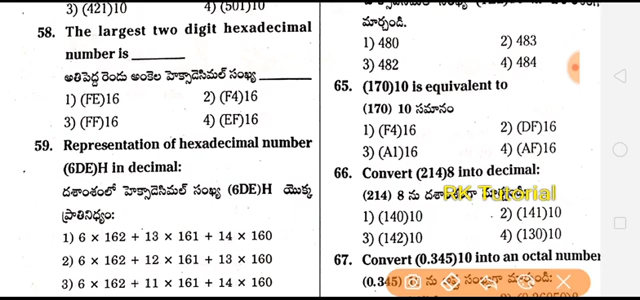 3) (421)10 4) (501)10
58. The largest two digit hexadecimal
number is ________
అతిపెద్ద రెండు అంకెల హెక్సాడెసిమల్ సంఖ్య ________
1) (FE)16 2) (F4)16
3) (FF)16 4) (EF)16
59. Representation of hexadecimal number
(6DE)H in decimal:
దశాంశంలో హెక్సాడెసిమల్ సంఖ్య (6DE)H యొక్క
ప్రాతినిధ్యం:
1) 6 × 162 + 13 × 161 + 14 × 160
2) 6 × 162 + 12 × 161 + 13 × 160
3) 6 × 162 + 11 × 161 + 14 × 160
మార్చండి.
1) 480 2) 483
3) 482 4) 484
65. (170)10 is equivalent to
(170) 10 సమానం
1) (F4)16 2) (DF)16
3) (A1)16 4) (AF)16
66. Convert (214)8 into decimal:
(214) 8 ను
RK Tutorial
1) (140)10 2) (141)10
3) (142)10 4) (130)10
67. Convert (0.345)10 into an octal number
(0.345) మార్చండి: